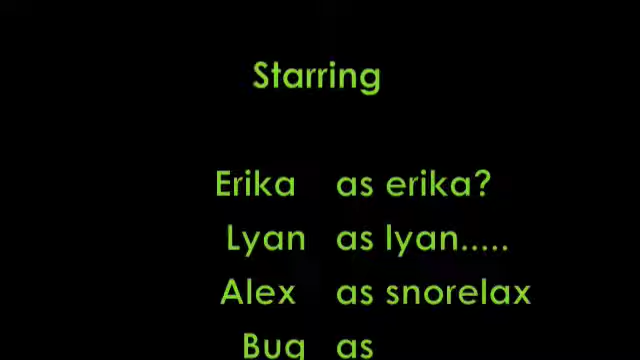 Starring
Erika as erika?
Lyan as lyan.....
Alex as snorelax
Bug as